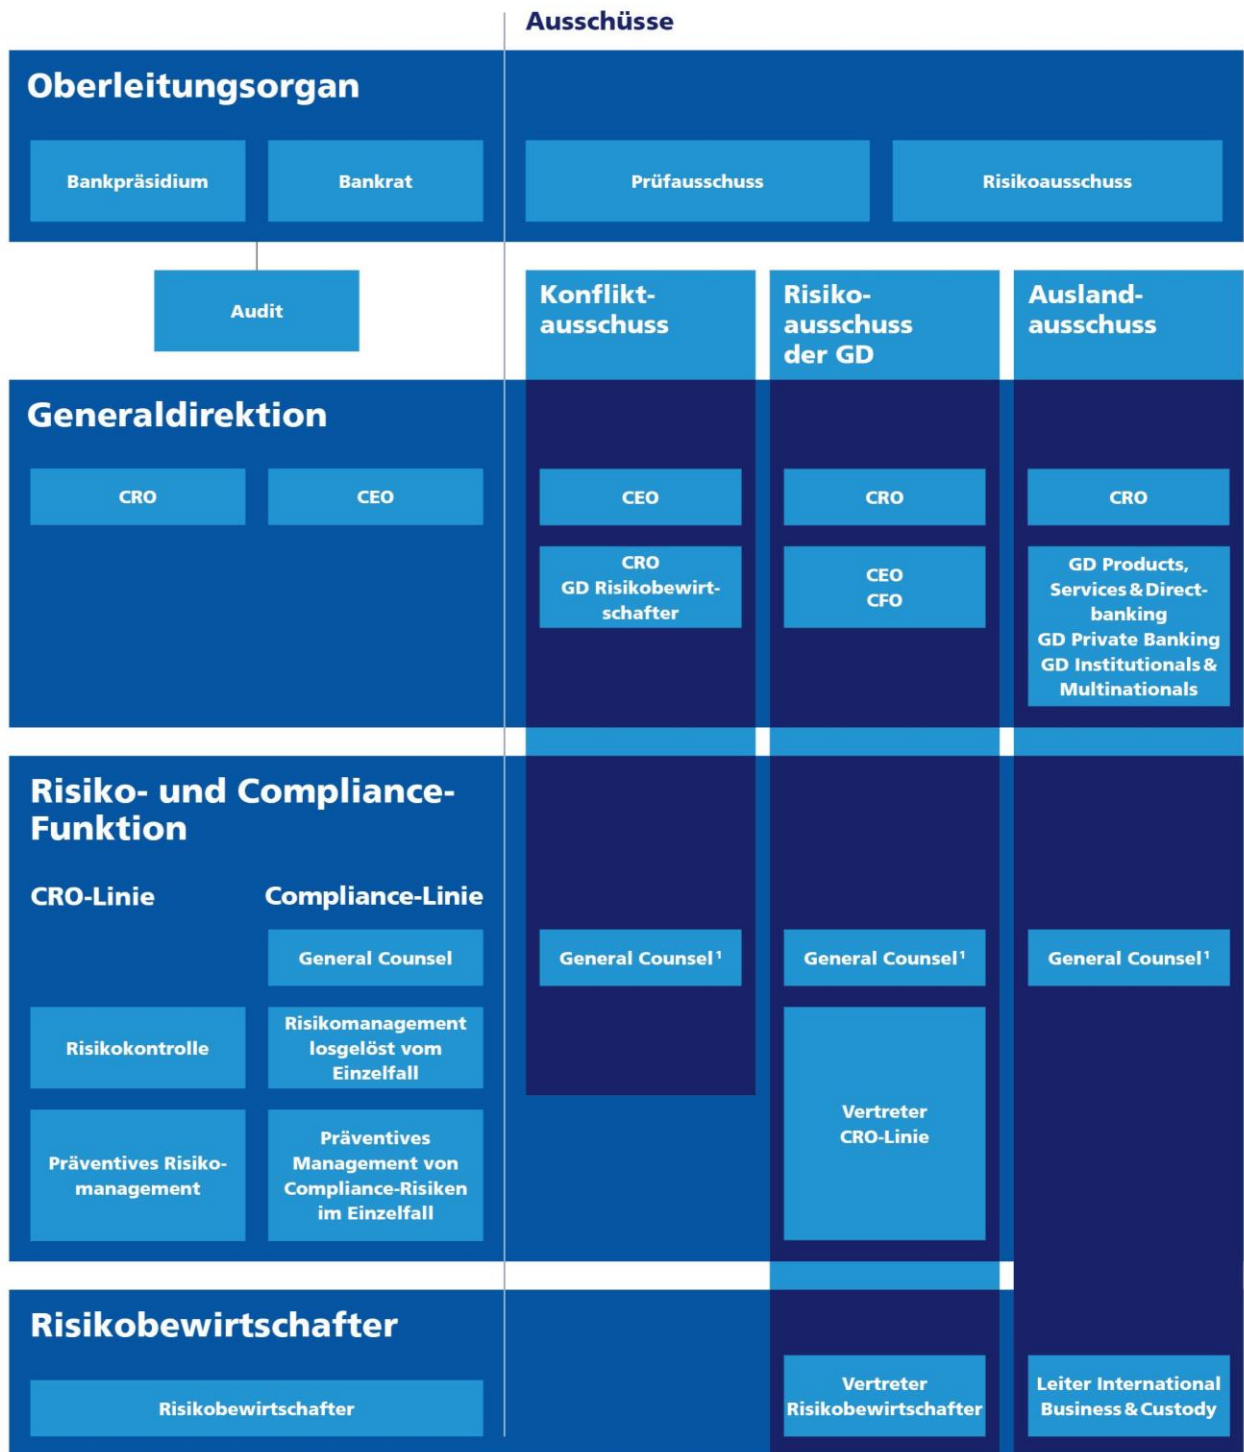 Ausschüsse
Oberleitungsorgan
Bankpräsidium
Bankrat
Prüfausschuss
Risikoausschuss
Audit
Konflikt-
ausschuss
Risiko-
ausschuss
der GD
Ausland-
ausschuss
Generaldirektion
CRO
CEO
CEO
CRO
CRO
CRO
GD Risikobewirt-
schafter
CEO
CFO
GD Products,
Services & Direct-
banking
GD Private Banking
GD Institutionals &
Multinationals
Risiko- und Compliance-
Funktion
CRO-Linie
Compliance-Linie
General Counsel
General Counsel¹
General Counsel¹
General Counsel¹
Risikokontrolle
Risikomanagement
losgelöst vom
Einzelfall
Vertreter
CRO-Linie
Präventives Risiko-
management
Präventives
Management von
Compliance-Risiken
im Einzelfall
Risikobewirtschafter
Risikobewirtschafter
Vertreter
Risikobewirtschafter
Leiter International
Business & Custody